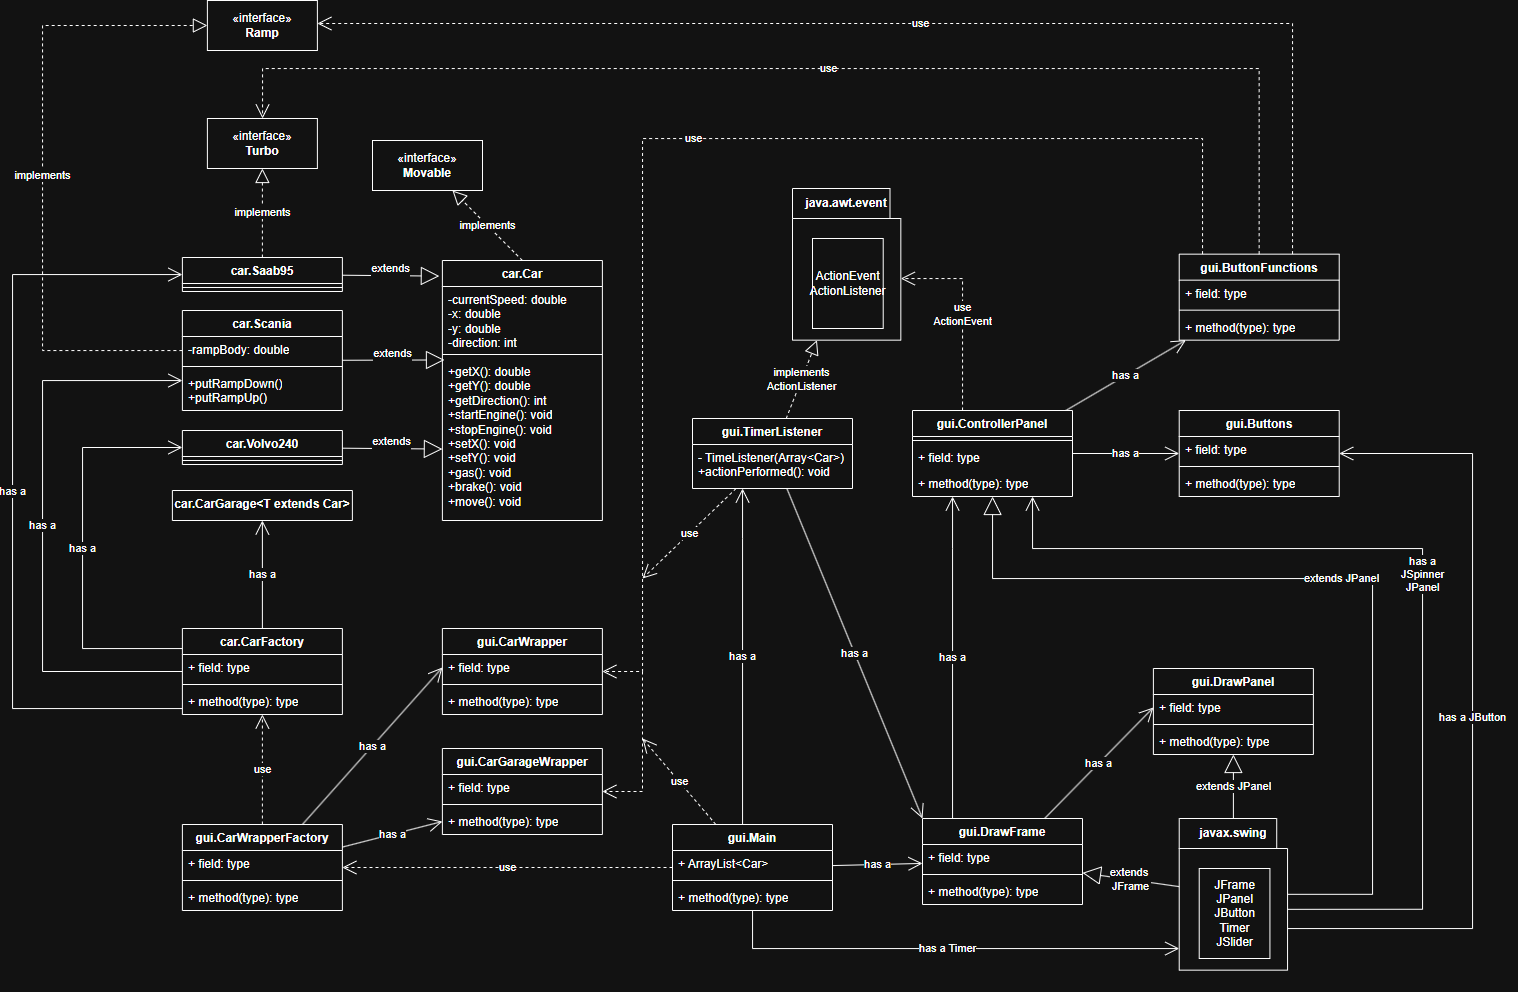 «interface»
Ramp
use
use
«interface»
Turbo
use
«interface»
Movable
implements
java.awt.event
implements
implements
car.Saab95
extends
car.Car
ActionEvent
ActionListener
gui.ButtonFunctions
+ field: type
+ method(type): type
-currentSpeed: double
-x: double
-y: double
-direction: int
use
ActionEvent
car.Scania
-rampBody: double
+putRampDown()
+putRampUp()
extends
+getX(): double
+getY(): double
+getDirection(): int
+startEngine(): void
+stopEngine(): void
+setX(): void
+setY(): void
+gas(): void
+brake(): void
+move(): void
implements
ActionListener
has a
car.Volvo240
extends
gui.TimerListener
- TimeListener(Array<Car>)
+actionPerformed(): void
gui.ControllerPanel
+ field: type
+ method(type): type
has a
gui.Buttons
+ field: type
+ method(type): type
has a
car.CarGarage<T extends Car>
has a
has a
use
has a
has a
JSpinner
JPanel
extends JPanel
car.CarFactory
+ field: type
+ method(type): type
gui.CarWrapper
+ field: type
+ method(type): type
has a
has a
has a
gui.DrawPanel
+ field: type
+ method(type): type
has a JButton
has a
use
gui.CarGarageWrapper
+ field: type
+ method(type): type
use
has a
extends JPanel
gui.CarWrapperFactory
+ field: type
+ method(type): type
has a
use
gui.Main
+ ArrayList<Car>
+ method(type): type
has a
gui.DrawFrame
+ field: type
+ method(type): type
extends
JFrame
javax.swing
JFrame
JPanel
JButton
Timer
JSlider
has a Timer